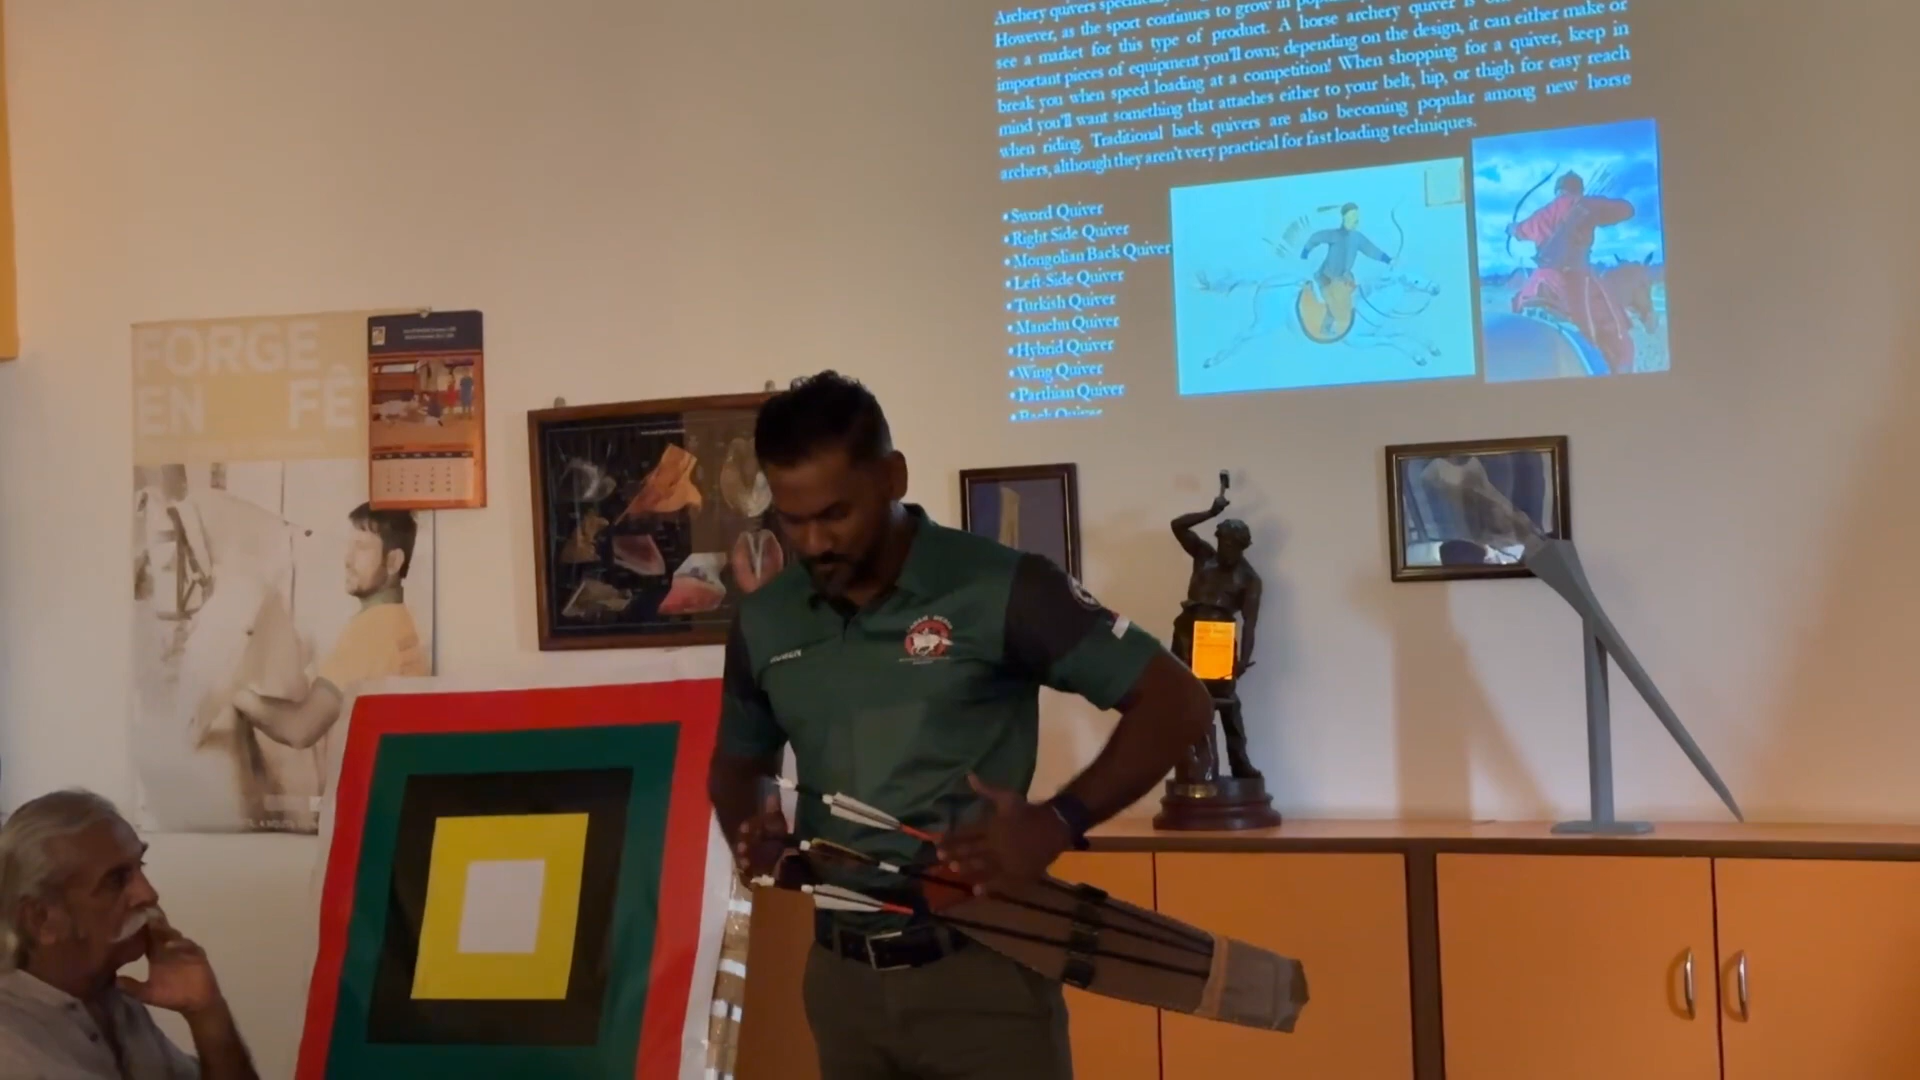 Archery quivers
However, as the sport continues to grow in
see a market for this type of product. A horse archery quiver is
important pieces of equipment you'll own; depending on the design, it can either make or
break you when speed loading at a competition! When shopping for a quiver, keep in
mind you'll want something that attaches either to your belt, hip, or thigh for easy reach
when riding. Traditional back quivers are also becoming popular among new horse
archers, although they aren't very practical for fast loading techniques.
• Sword Quiver
• Right Side Quiver
• Mongolian Back Quiver
• Left-Side Quiver
• Turkish Quiver
• Manchu Quiver
• Hybrid Quiver
• Wing Quiver
• Parthian Quiver
• Back Quiver
FORGE
EN FÊ